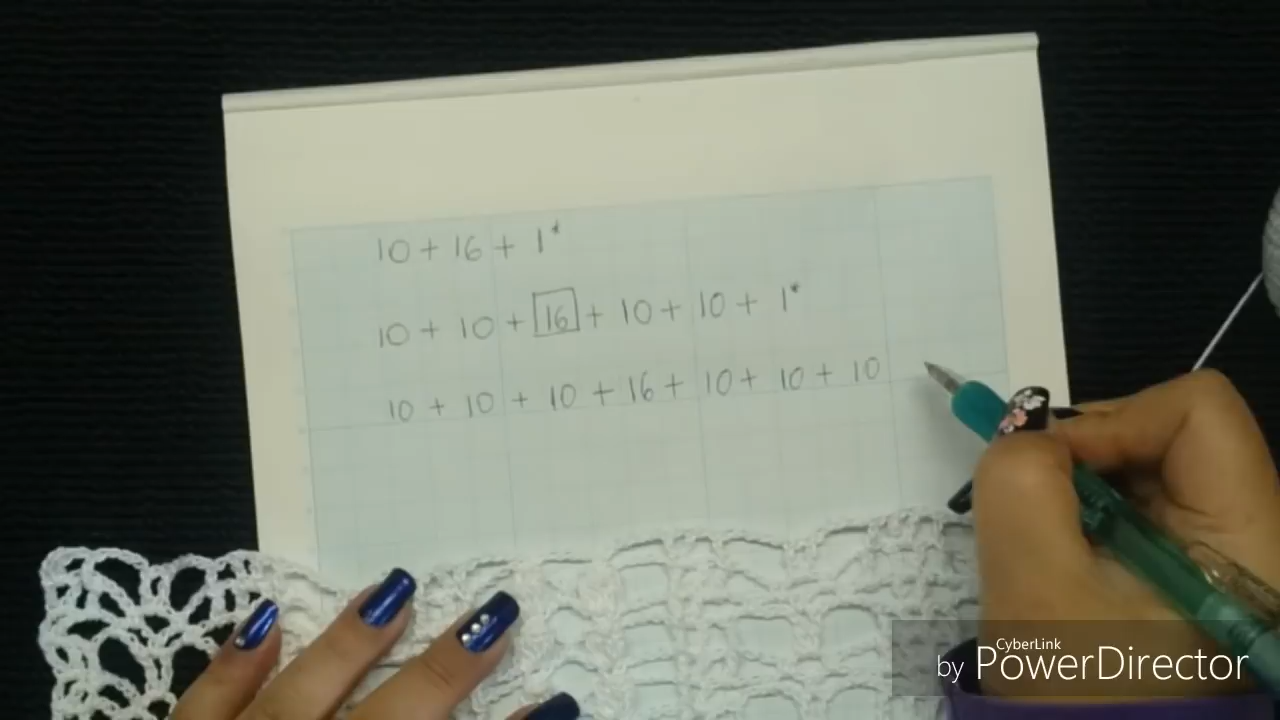 10 + 16 + 1*
10 + 10 + 16 + 10 + 10 + 1*
10 + 10 + 10 + 16 + 10 + 10 + 10
CyberLink
by PowerDirector